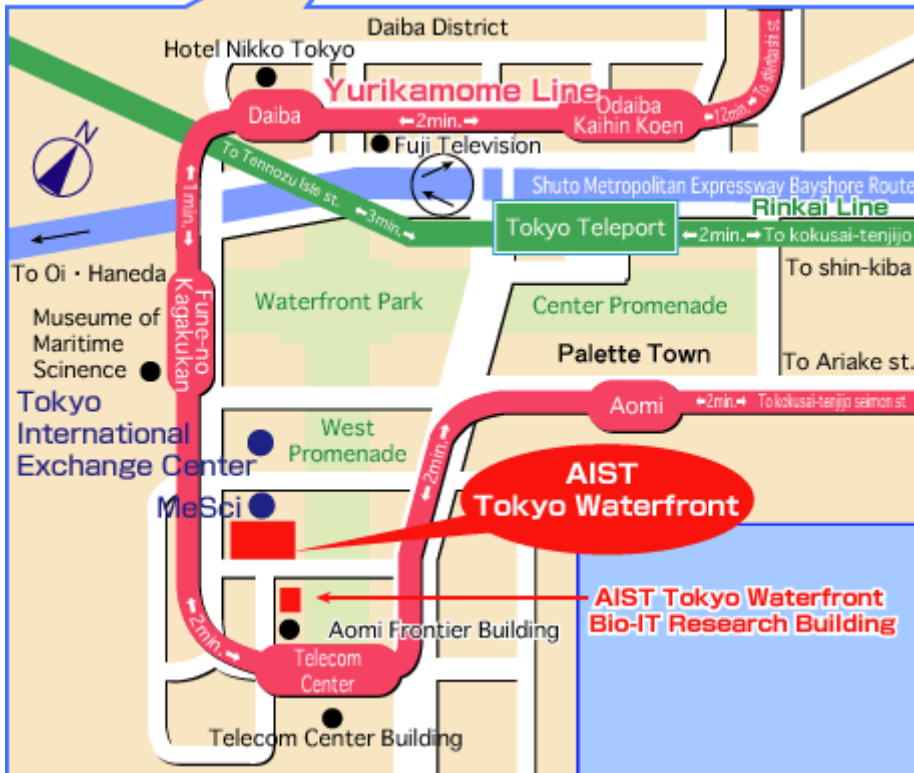 Daiba District
Hotel Nikko Tokyo
Yurikamome Line
Daiba
2min.
Odaiba
Kaihin Koen
12min.
To shinbashi st.
Fuji Television
N
To Tennozu Isle st.
3min.
1min.
Shuto Metropolitan Expressway Bayshore Route
Rinkai Line
Tokyo Teleport
2min.
To kokusai-tenjijo
To Oi・Haneda
To shin-kiba
Fune-no
Kagakukan
Waterfront Park
Center Promenade
Museume of
Maritime
Scinence
Palette Town
To Ariake st.
Tokyo
International
Exchange Center
Aomi
2min.
To kokusai-tenjijo seimon st.
West
Promenade
2min.
AIST
Tokyo Waterfront
MeSci
AIST Tokyo Waterfront
Bio-IT Research Building
2min.
Aomi Frontier Building
Telecom
Center
Telecom Center Building